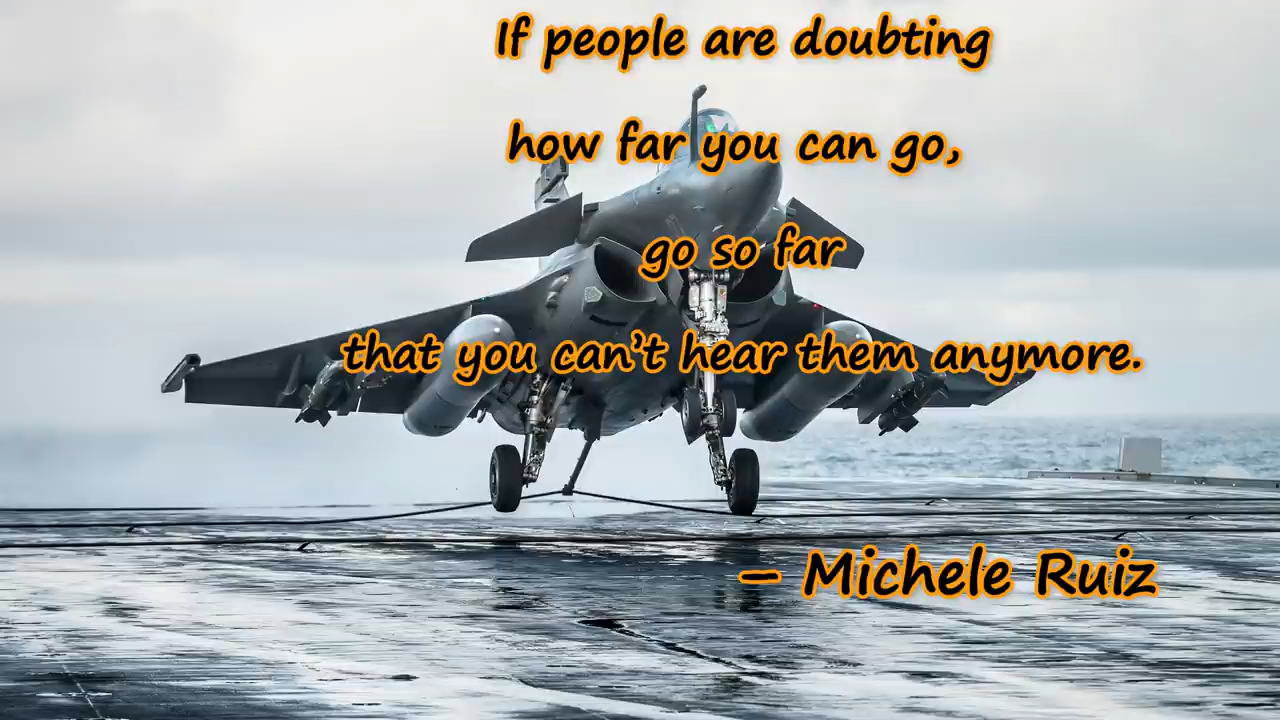 If people are doubting
how far you can go,
go so far
that you can’t hear them anymore.
– Michele Ruiz